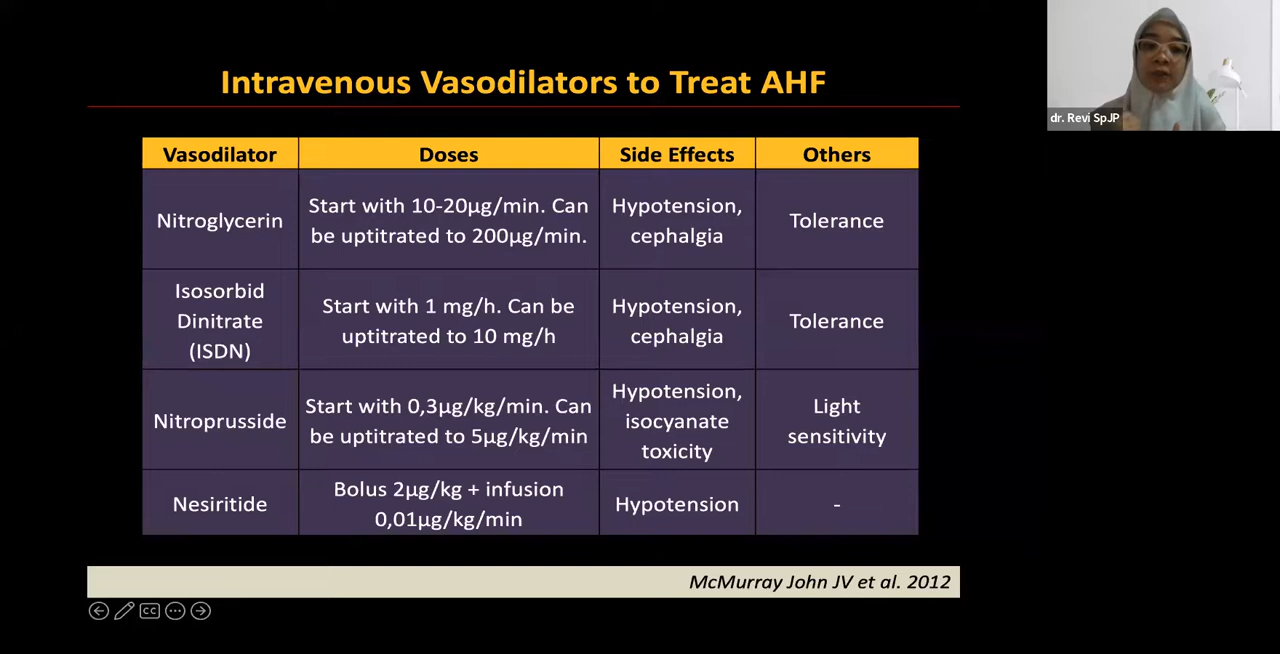 Intravenous Vasodilators to Treat AHF
dr. Revi SpJP
Vasodilator
Doses
Side Effects
Others
Nitroglycerin
Start with 10-20µg/min. Can
be uptitrated to 200µg/min.
Hypotension,
cephalgia
Tolerance
Isosorbid
Dinitrate
(ISDN)
Start with 1 mg/h. Can be
uptitrated to 10 mg/h
Hypotension,
cephalgia
Tolerance
Nitroprusside
Start with 0,3µg/kg/min. Can
be uptitrated to 5µg/kg/min
Hypotension,
isocyanate
toxicity
Light
sensitivity
Nesiritide
Bolus 2µg/kg + infusion
0,01µg/kg/min
Hypotension
-
McMurray John JV et al. 2012
CC